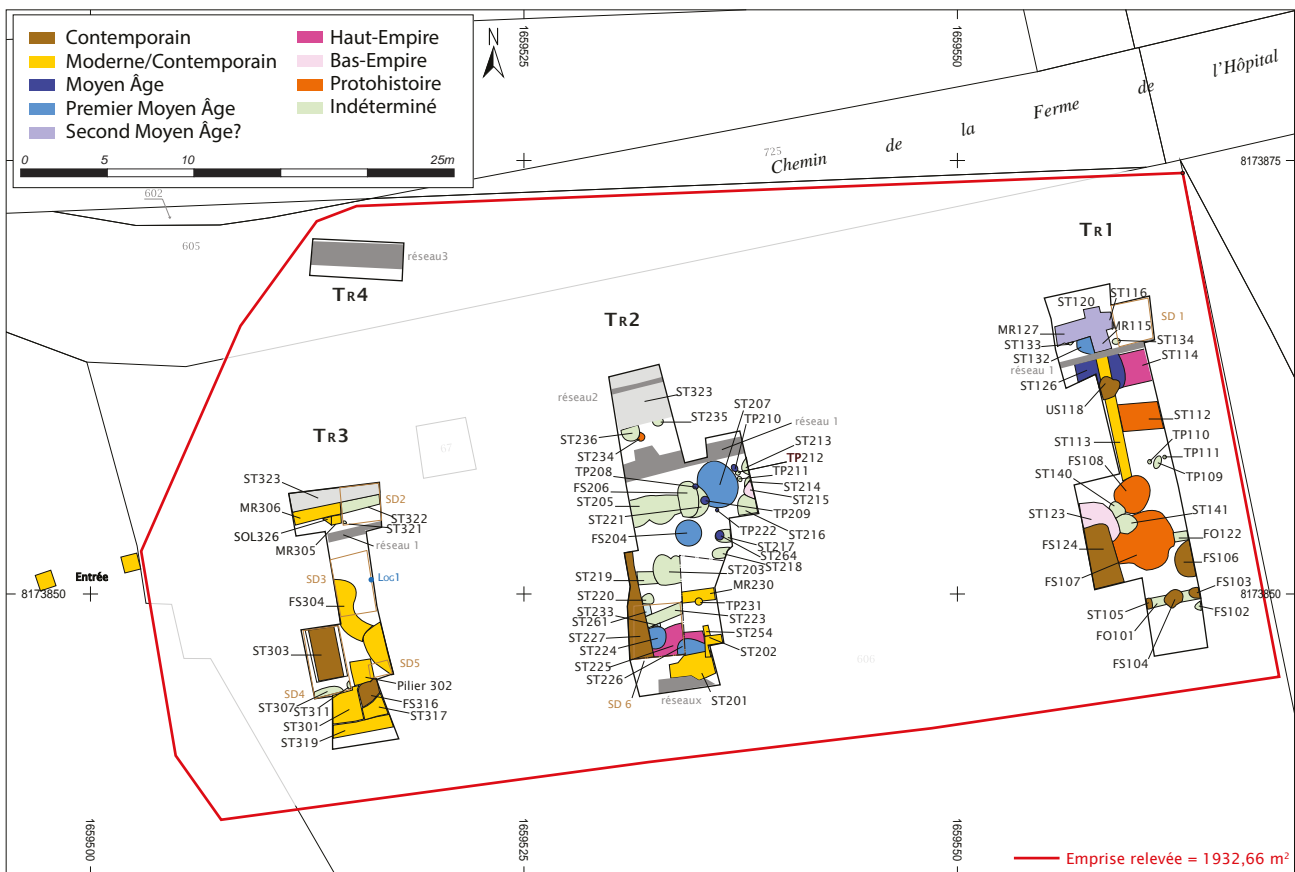 Contemporain
Moderne/Contemporain
Moyen Âge
Premier Moyen Âge
Second Moyen Âge?
Haut-Empire
Bas-Empire
Protohistoire
Indéterminé
0 5 10 25m
N
1659525
1659550
Chemin de la Ferme de l'Hôpital
725
8173875
602
605
réseau3
TR4
TR1
ST116
ST120
SD 1
MR127
MR115
ST133
ST134
ST132
ST114
réseau 1
ST126
US118
ST112
ST113
TP110
FS108
TP111
ST140
TP109
ST123
ST141
FO122
FS124
FS106
FS107
FS103
ST105
FS102
FO101
FS104
TR2
réseau2
ST323
ST207
ST235
TP210
réseau 1
ST236
ST213
ST234
TP212
TP208
TP211
FS206
ST214
ST205
ST215
ST221
TP209
TP222
FS204
ST216
ST217
ST264
ST218
ST203
ST219
MR230
ST220
TP231
ST233
ST223
ST261
ST254
ST227
ST202
ST224
ST225
ST226
ST201
SD 6
réseaux
67
606
TR3
ST323
SD2
MR306
ST322
SOL326
ST321
MR305
réseau 1
SD3
Loc1
FS304
ST303
SD5
SD4
Pilier 302
ST307
FS316
ST311
ST317
ST301
ST319
Entrée
8173850
8173850
1659500
1659525
1659550
Emprise relevée = 1932,66 m²